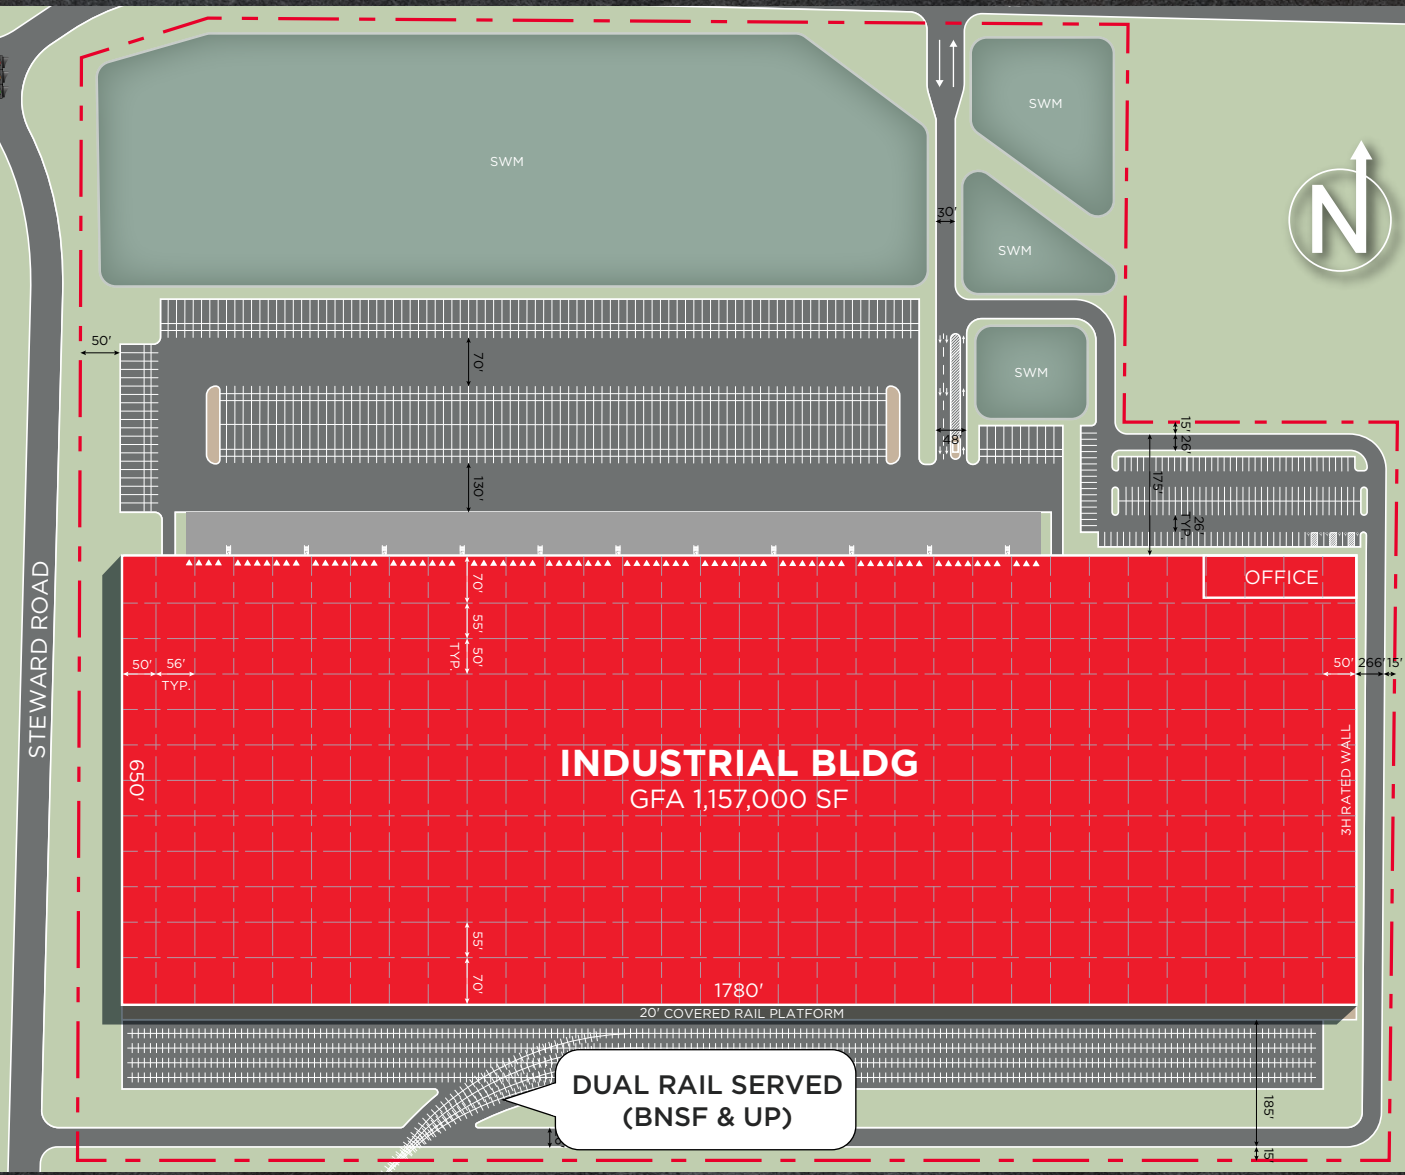 SWM
SWM
N
30'
SWM
50'
70'
SWM
48'
15'
26'
130'
175'
26'
TYP.
OFFICE
70'
55'
50'
TYP.
50'
56'
TYP.
50'
266'
15'
STEWARD ROAD
3H RATED WALL
INDUSTRIAL BLDG
GFA 1,157,000 SF
650'
55'
70'
1780'
20' COVERED RAIL PLATFORM
DUAL RAIL SERVED
(BNSF & UP)
185'
15'